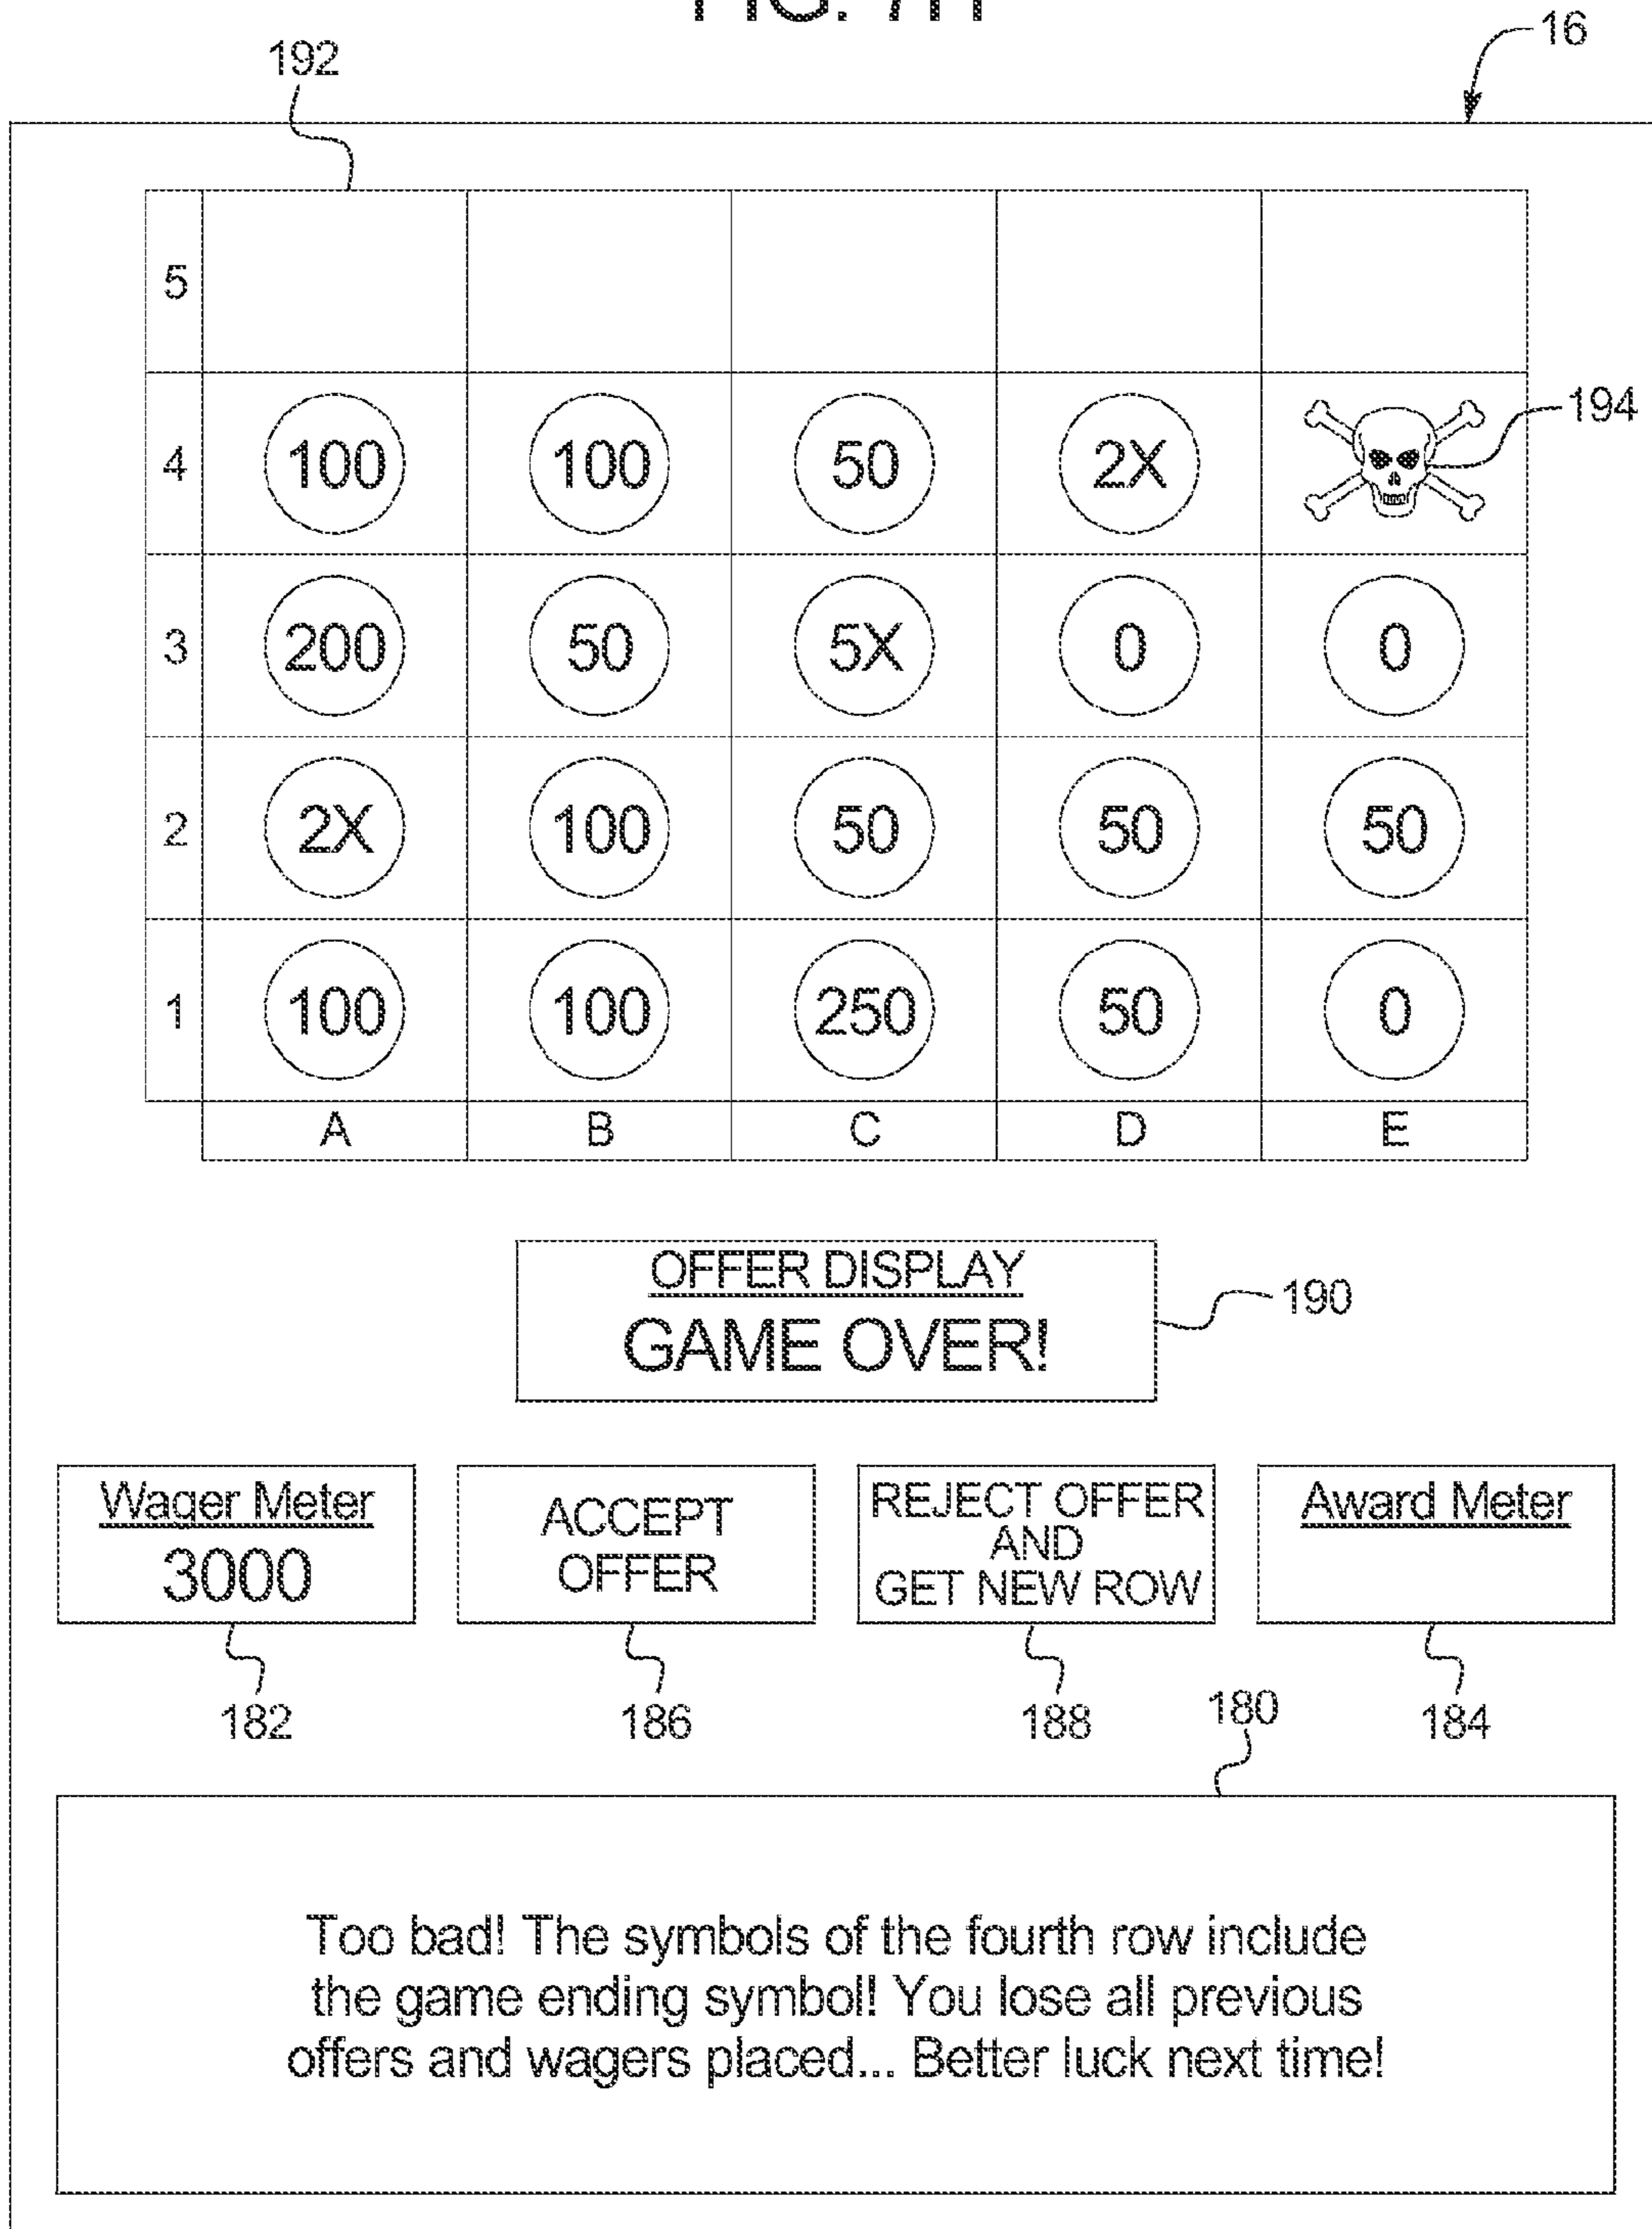 16
192
5
4 100 100 50 2X
194
3 200 50 5X 0 0
2 2X 100 50 50 50
1 100 100 250 50 0
A B C D E
OFFER DISPLAY
GAME OVER!
190
Wager Meter
3000
ACCEPT
OFFER
REJECT OFFER
AND
GET NEW ROW
Award Meter
182
186
188
180
184
Too bad! The symbols of the fourth row include
the game ending symbol! You lose all previous
offers and wagers placed... Better luck next time!